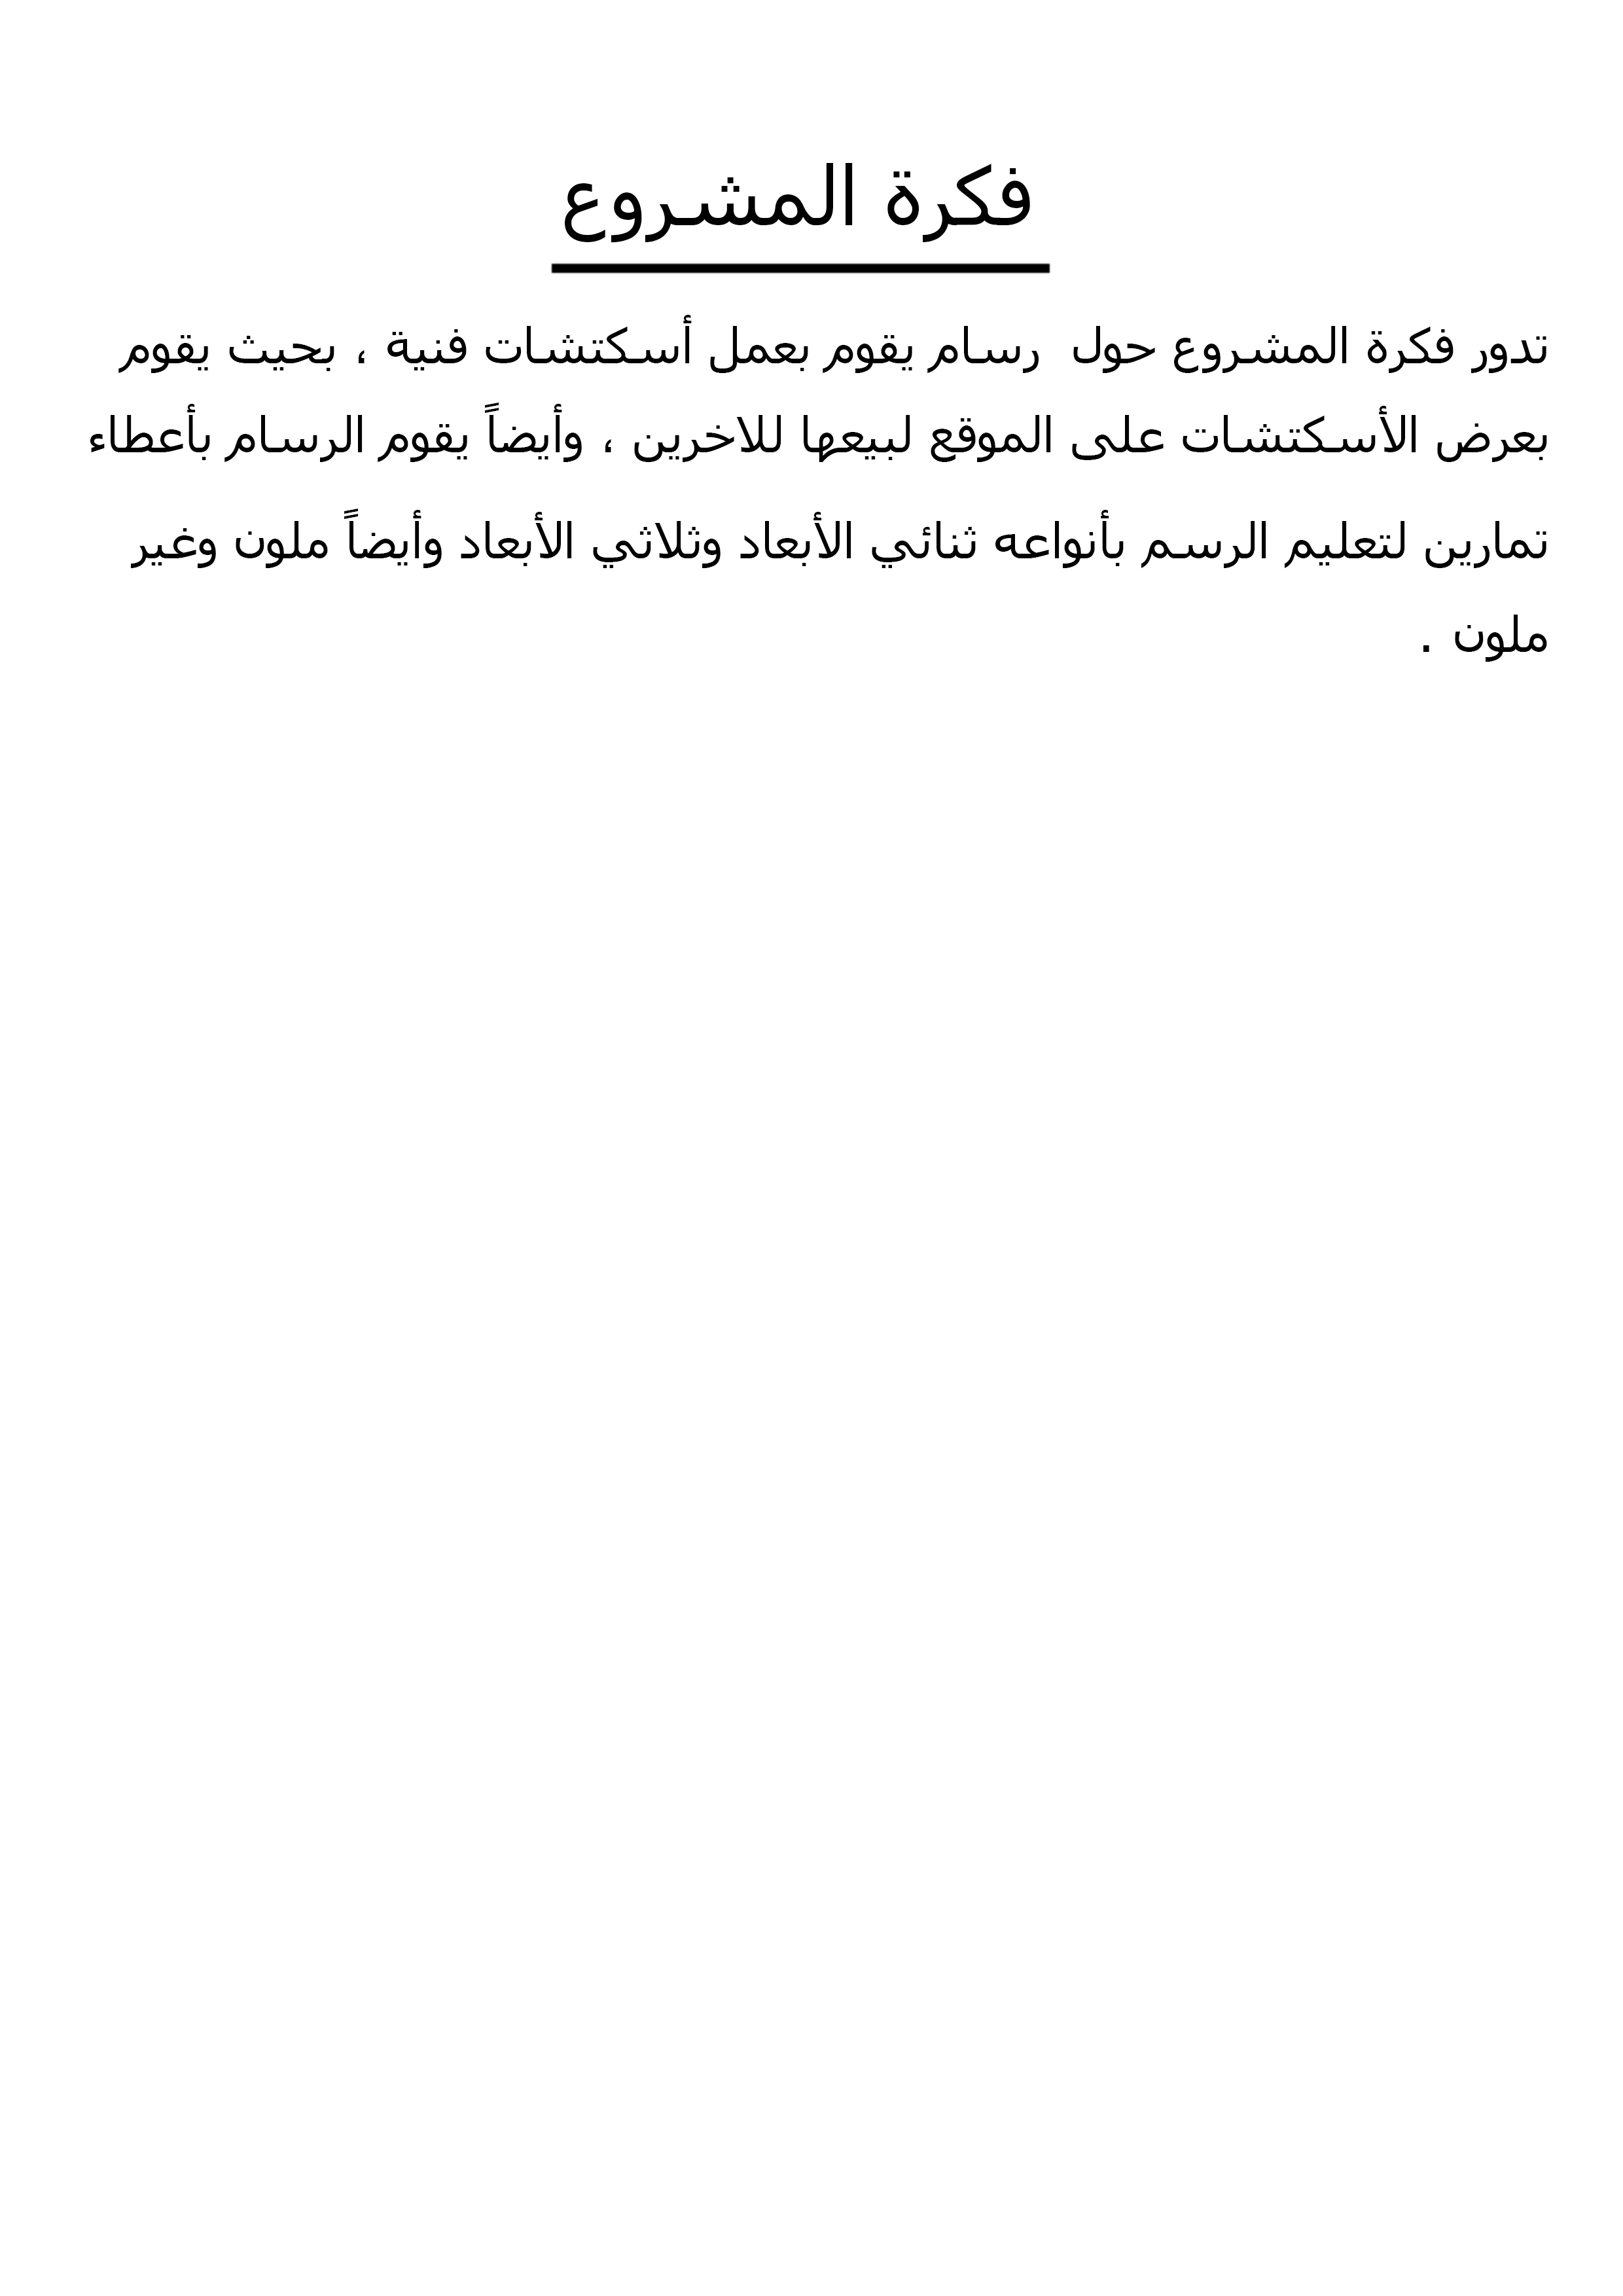 فكرة المشروع
تدور فكرة المشروع حول  رسام يقوم بعمل أسكتشات فنية ، بحيث يقوم
بعرض الأسكتشات على الموقع لبيعها للاخرين ، وأيضاً يقوم الرسام بأعطاء
تمارين لتعليم الرسم بأنواعه ثنائي الأبعاد وثلاثي الأبعاد وأيضاً ملون وغير
ملون .